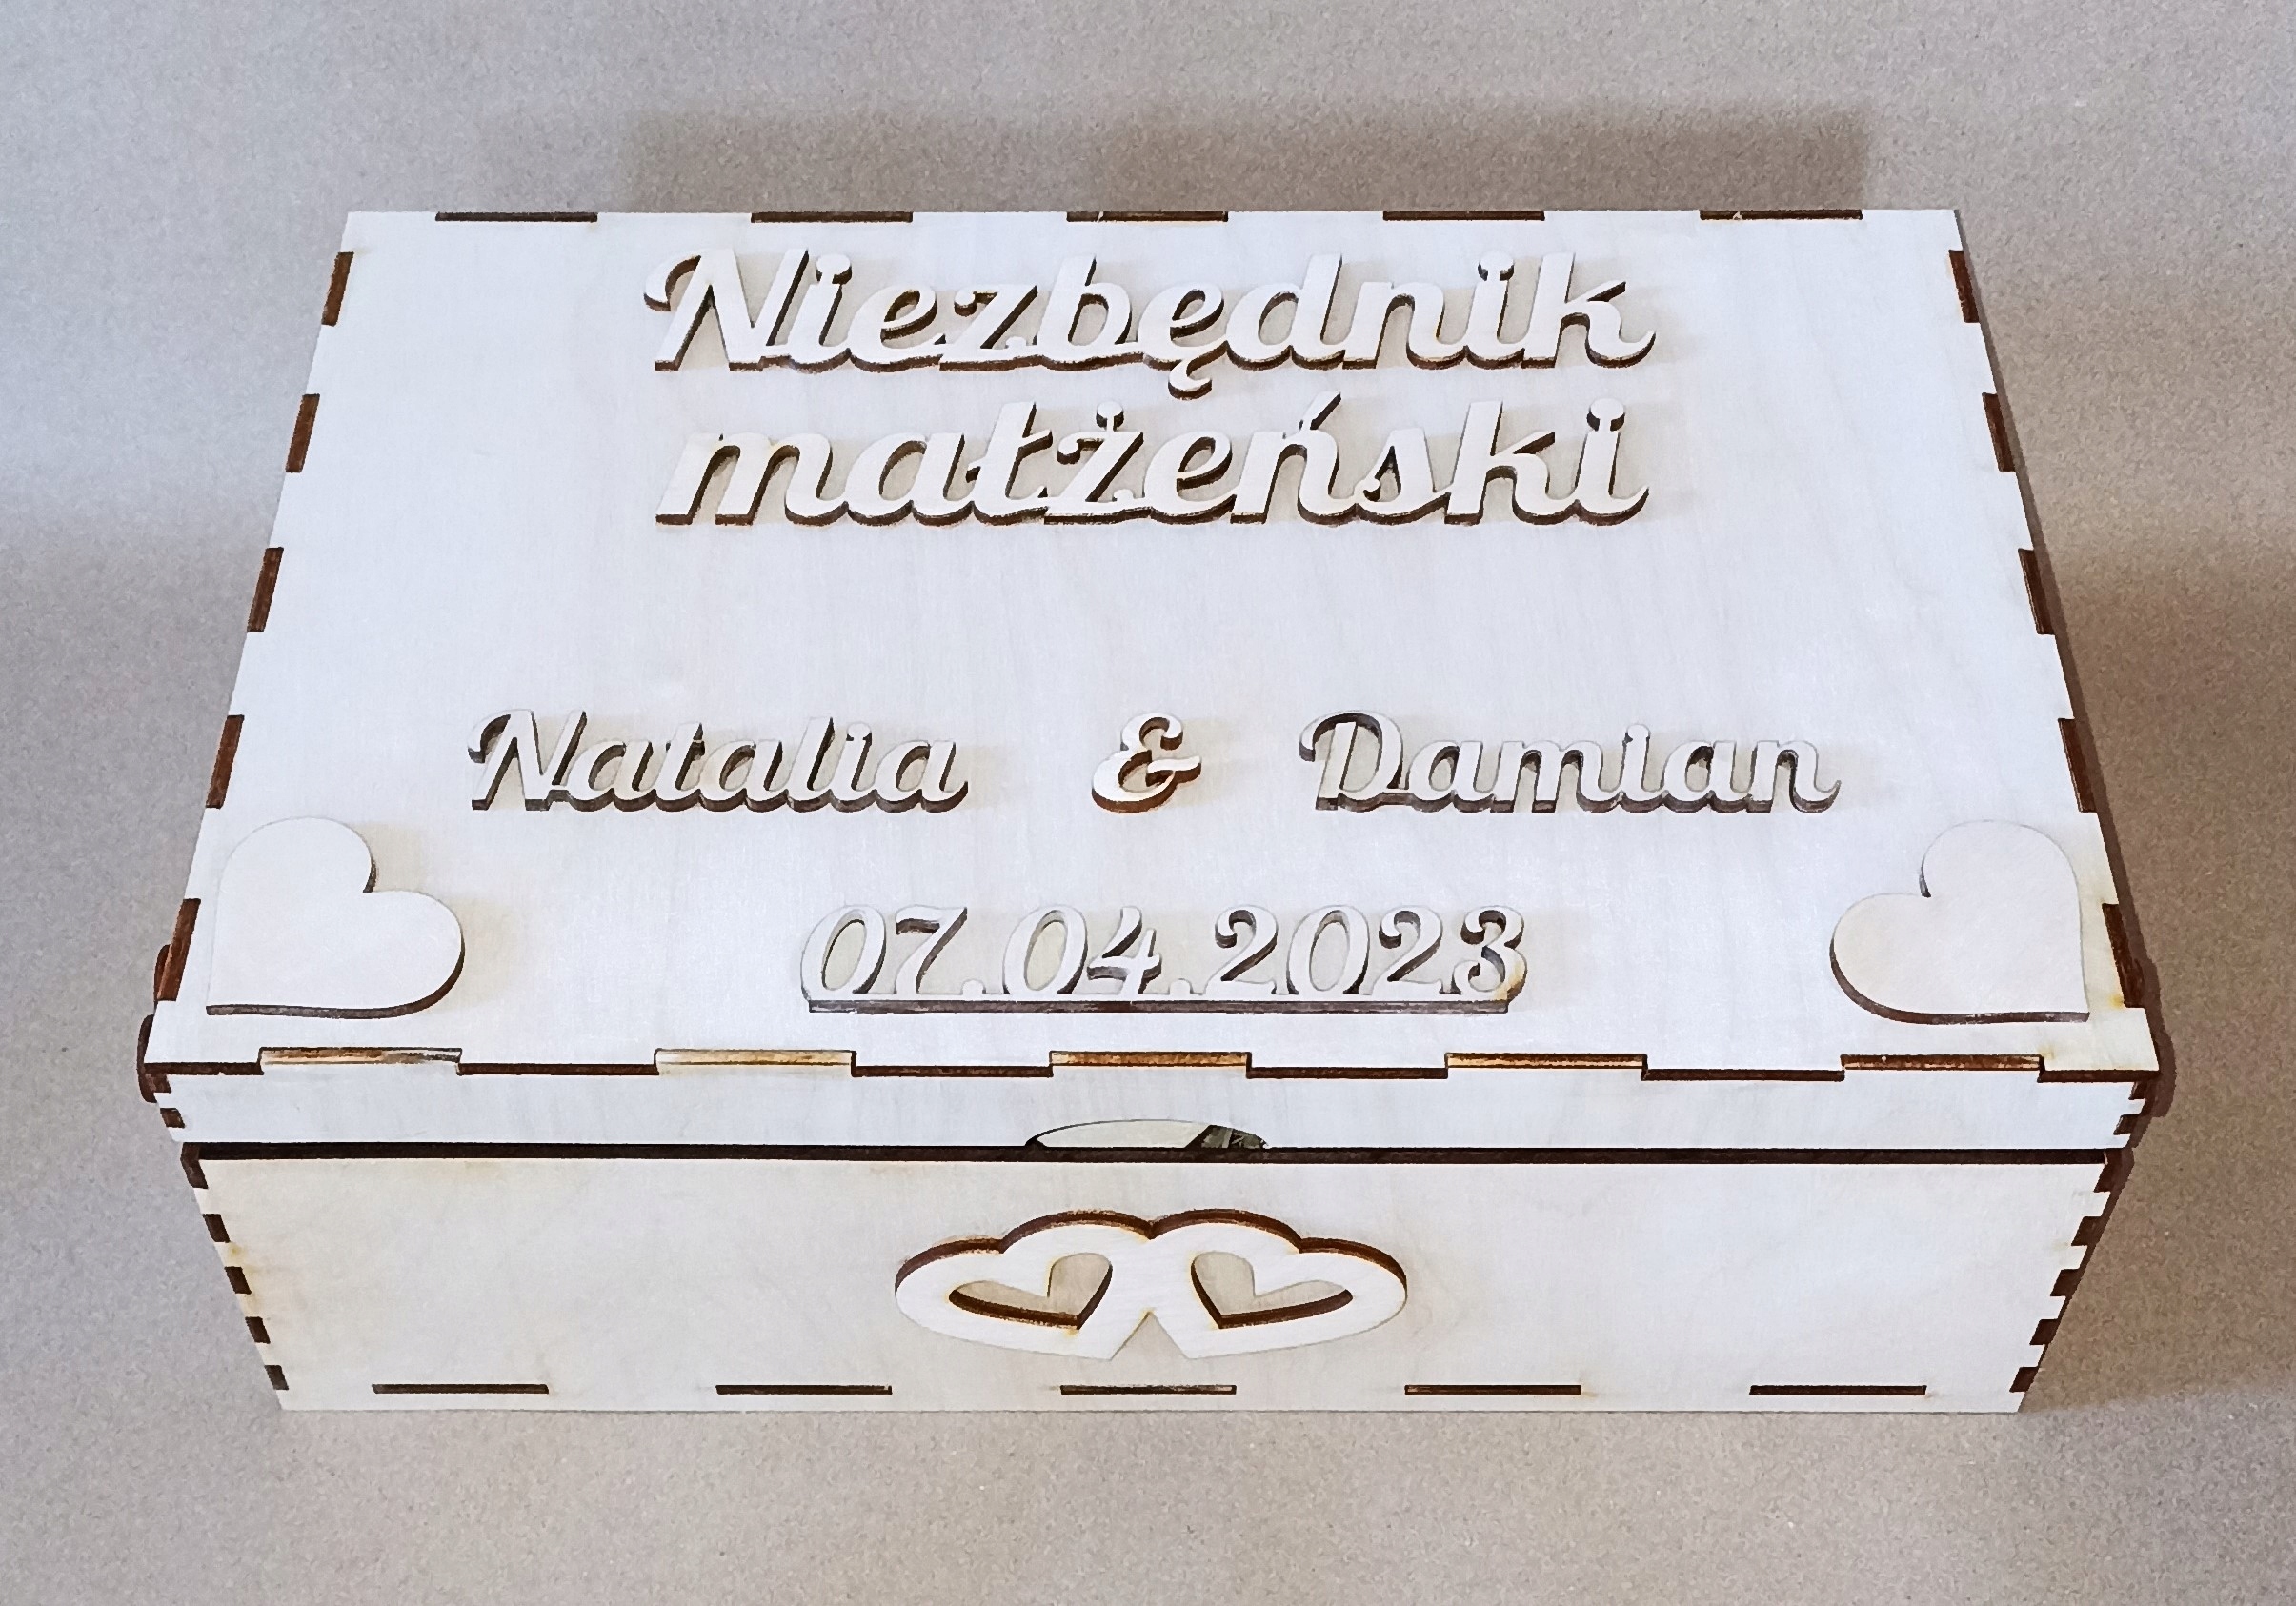 Niezbędnik
małżeński
Natalia & Damian
07.04.2023